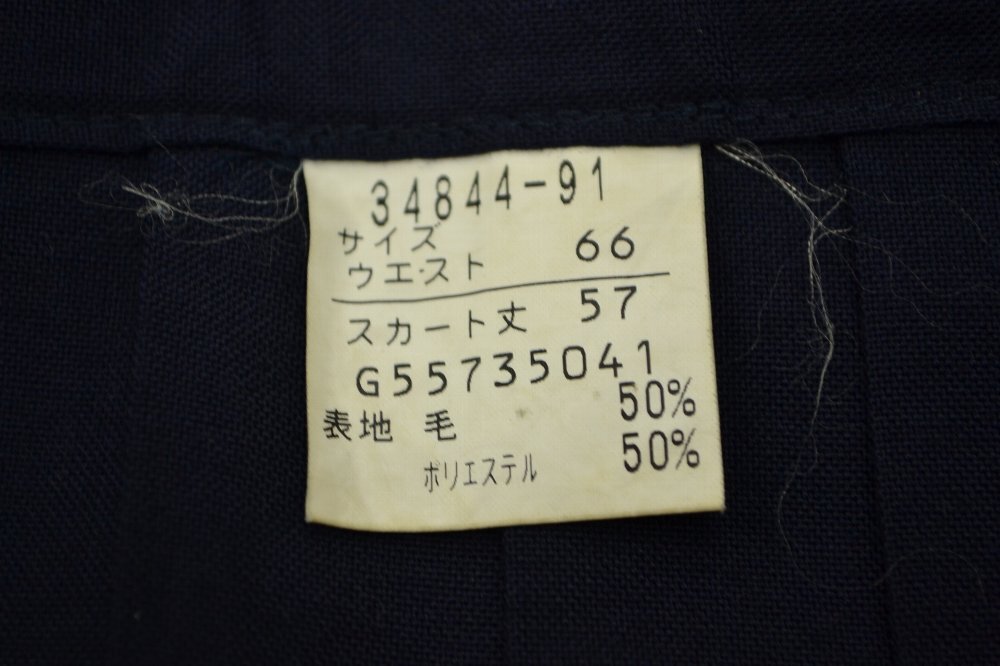 34844-91
サイズ
ウエスト 66
スカート丈 57
G55735041
表地 毛 50%
ポリエステル 50%